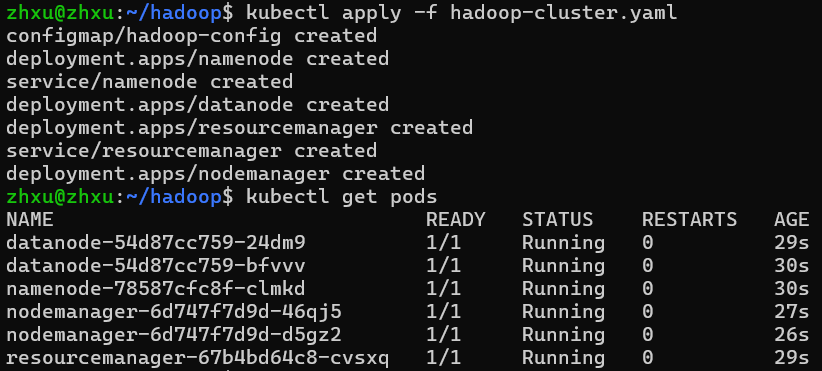 zhxu@zhxu:~/hadoop$ kubectl apply -f hadoop-cluster.yaml
configmap/hadoop-config created
deployment.apps/namenode created
service/namenode created
deployment.apps/datanode created
deployment.apps/resourcemanager created
service/resourcemanager created
deployment.apps/nodemanager created
zhxu@zhxu:~/hadoop$ kubectl get pods
NAME READY STATUS RESTARTS AGE
datanode-54d87cc759-24dm9 1/1 Running 0 29s
datanode-54d87cc759-bfvvv 1/1 Running 0 30s
namenode-78587cfc8f-clmkd 1/1 Running 0 30s
nodemanager-6d747f7d9d-46qj5 1/1 Running 0 27s
nodemanager-6d747f7d9d-d5gz2 1/1 Running 0 26s
resourcemanager-67b4bd64c8-cvsxq 1/1 Running 0 29s